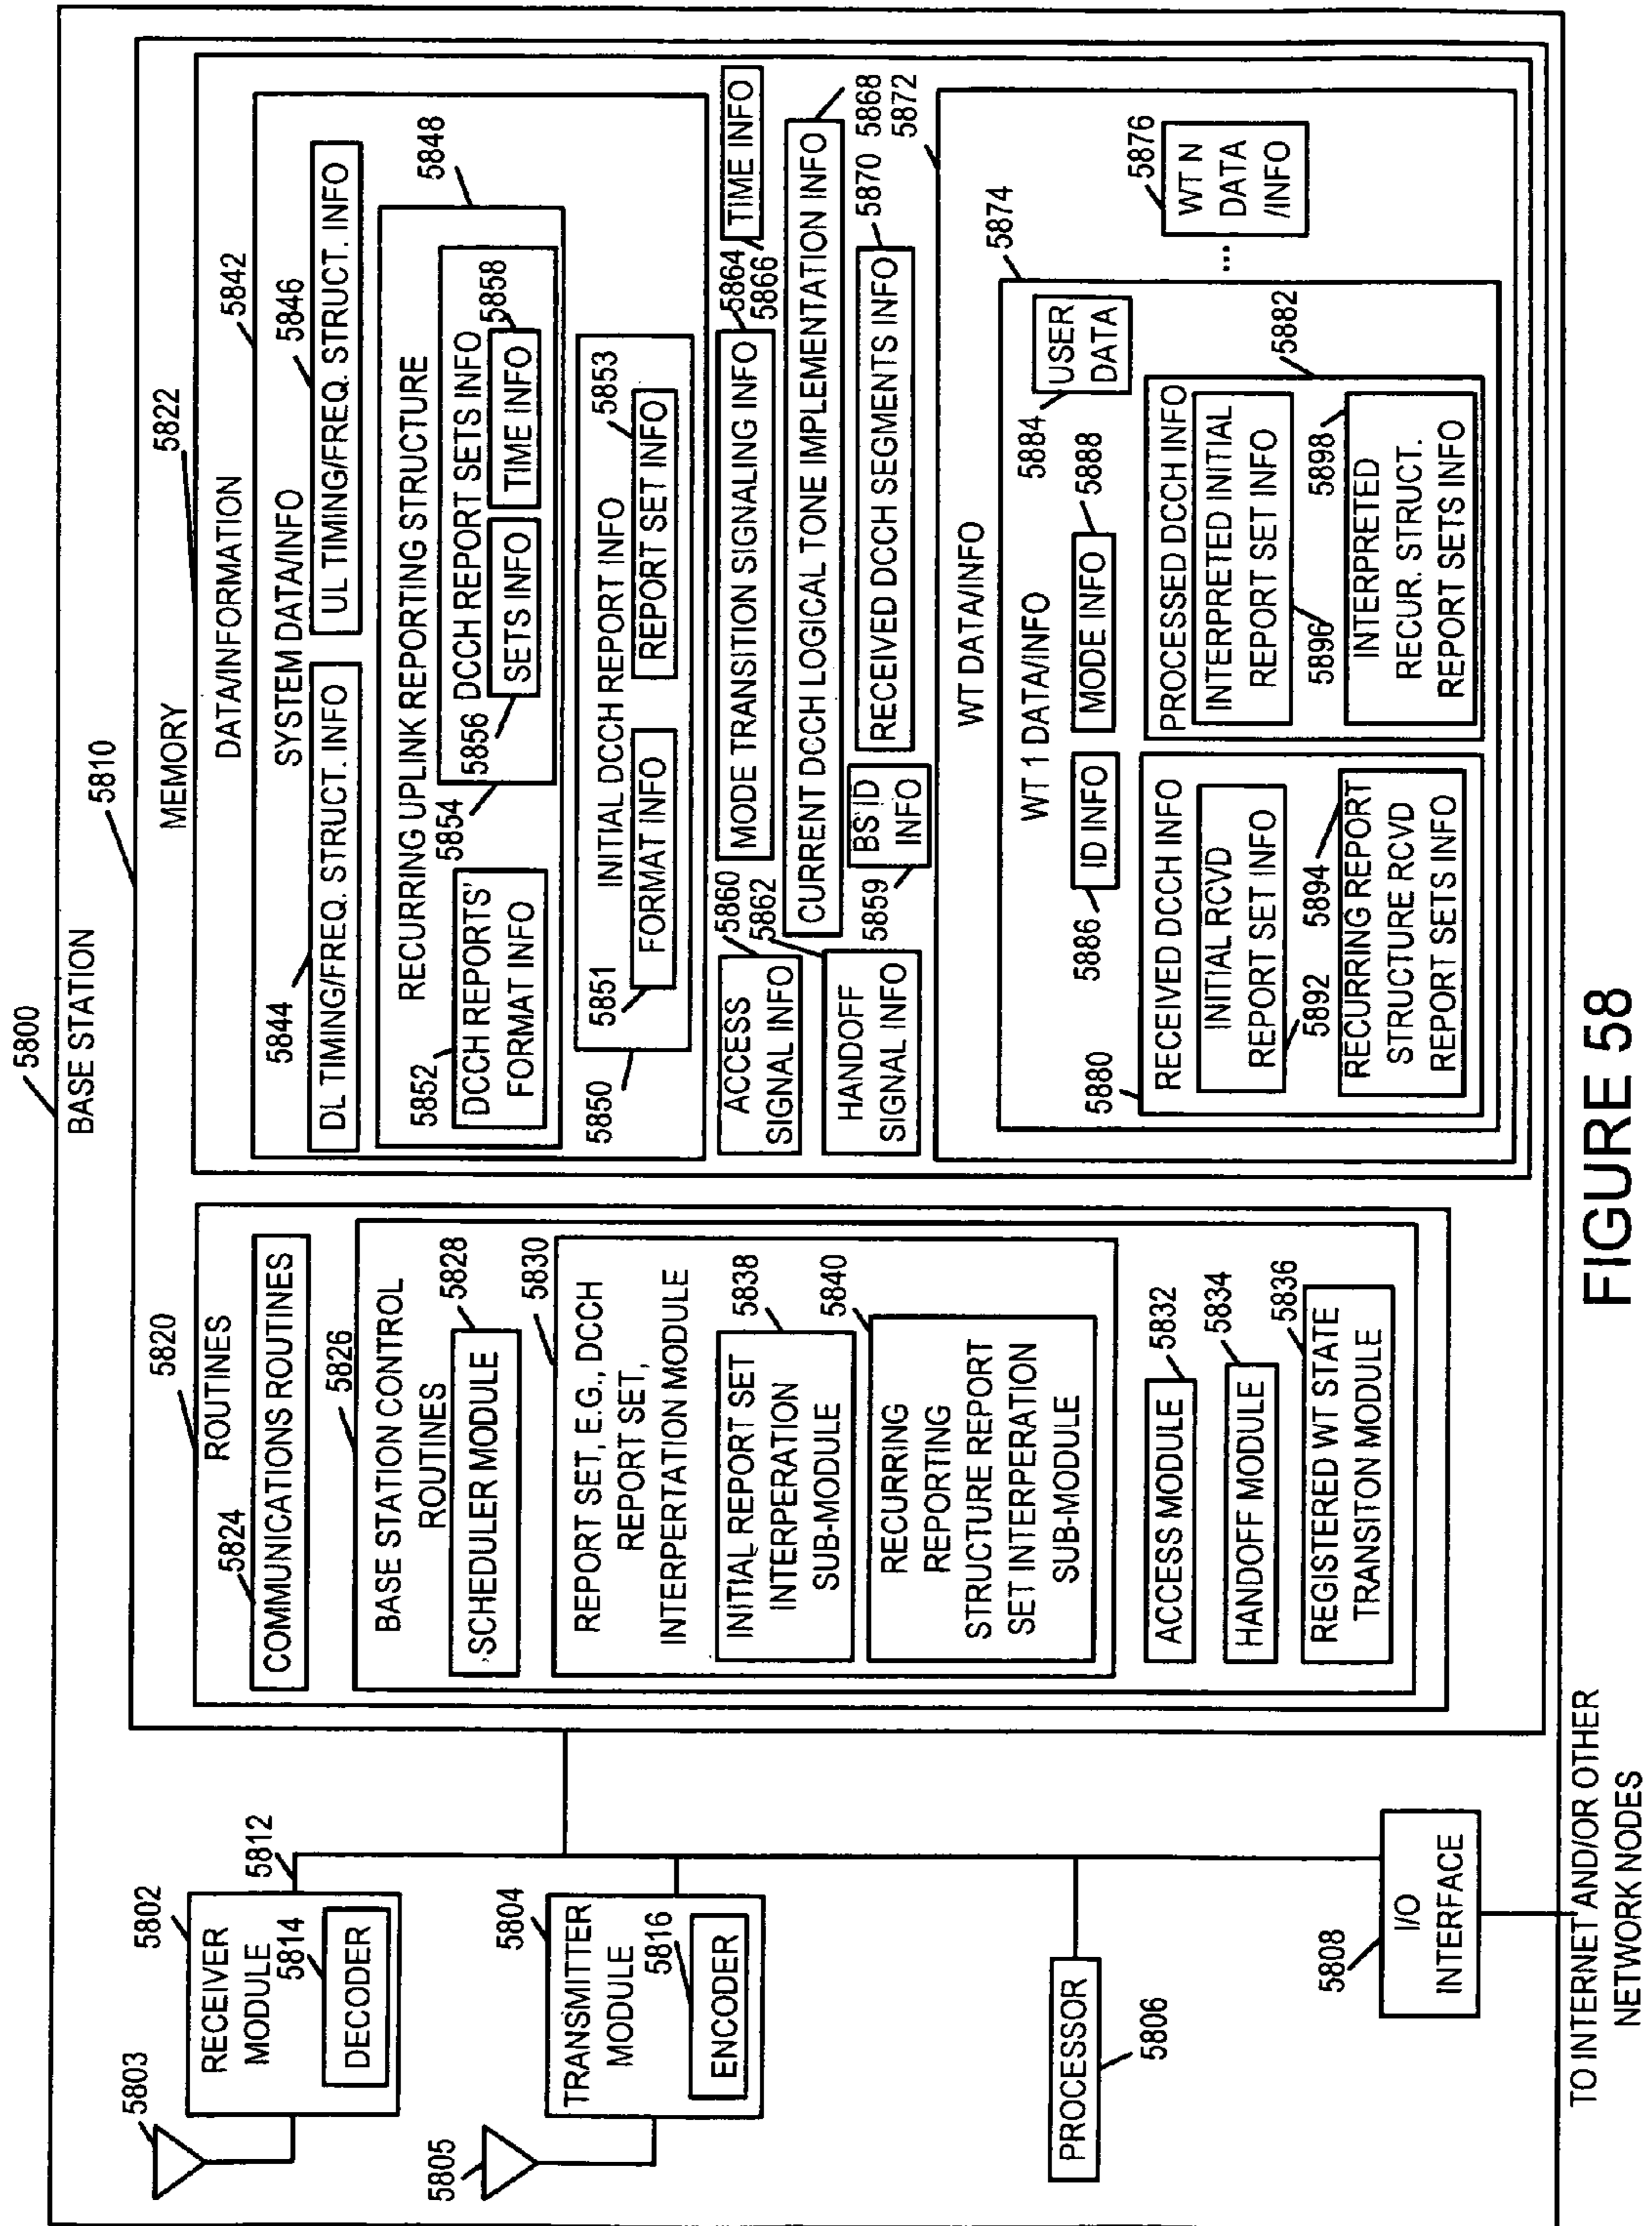 5800
BASE STATION
5803
5802
RECEIVER
MODULE
5814
DECODER
5812
5805
5804
TRANSMITTER
MODULE
5816
ENCODER
PROCESSOR
5806
5808
I/O
INTERFACE
TO INTERNET AND/OR OTHER
NETWORK NODES
5810
MEMORY
5820
ROUTINES
5824
COMMUNICATIONS ROUTINES
5826
BASE STATION CONTROL
ROUTINES
5828
SCHEDULER MODULE
5830
REPORT SET, E.G., DCCH
REPORT SET,
INTERPERTATION MODULE
5838
INITIAL REPORT SET
INTERPERATION
SUB-MODULE
5840
RECURRING
REPORTING
STRUCTURE REPORT
SET INTERPERATION
SUB-MODULE
5832
ACCESS MODULE
5834
HANDOFF MODULE
5836
REGISTERED WT STATE
TRANSITON MODULE
5822
DATA/INFORMATION
5842
SYSTEM DATA/INFO
5844
DL TIMING/FREQ. STRUCT. INFO
5846
UL TIMING/FREQ. STRUCT. INFO
5848
RECURRING UPLINK REPORTING STRUCTURE
5852
DCCH REPORTS'
FORMAT INFO
5854
DCCH REPORT SETS INFO
5856
SETS INFO
5858
TIME INFO
5850
INITIAL DCCH REPORT INFO
5851
FORMAT INFO
5853
REPORT SET INFO
5860
ACCESS
SIGNAL INFO
5864
MODE TRANSITION SIGNALING INFO
5866
TIME INFO
5862
HANDOFF
SIGNAL INFO
5868
CURRENT DCCH LOGICAL TONE IMPLEMENTATION INFO
5859
BS ID
INFO
5870
RECEIVED DCCH SEGMENTS INFO
5872
WT DATA/INFO
5874
WT 1 DATA/INFO
5886
ID INFO
5888
MODE INFO
5884
USER
DATA
5880
RECEIVED DCCH INFO
INITIAL RCVD
REPORT SET INFO
5892
5894
RECURRING REPORT
STRUCTURE RCVD
REPORT SETS INFO
5882
PROCESSED DCCH INFO
INTERPRETED INITIAL
REPORT SET INFO
5896
5898
INTERPRETED
RECUR. STRUCT.
REPORT SETS INFO
...
5876
WT N
DATA
/INFO
FIGURE 58